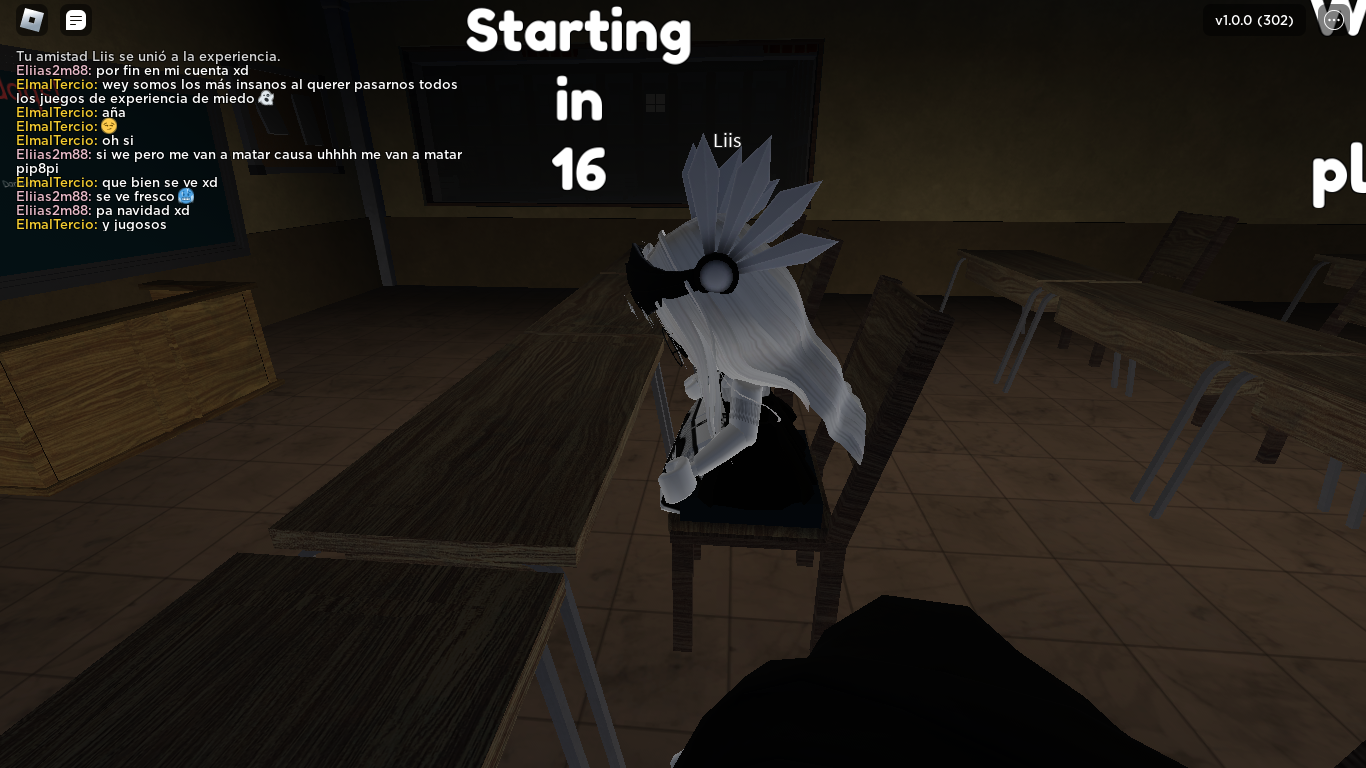 Starting
in
16
v1.0.0 (302)
Tu amistad Liis se unió a la experiencia.
Eliias2m88: por fin en mi cuenta xd
ElmalTercio: wey somos los más insanos al querer pasarnos todos
los juegos de experiencia de miedo 👻
ElmalTercio: aña
ElmalTercio: 😏
ElmalTercio: oh si
Eliias2m88: si we pero me van a matar causa uhhhh me van a matar
pip8pi
ElmalTercio: que bien se ve xd
Eliias2m88: se ve fresco 🥶
Eliias2m88: pa navidad xd
ElmalTercio: y jugosos
Liis
pl